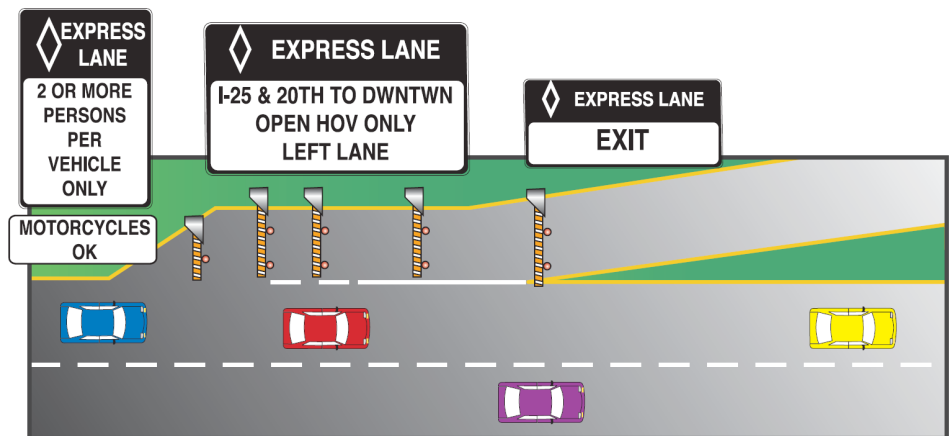 EXPRESS
LANE
2 OR MORE
PERSONS
PER
VEHICLE
ONLY
MOTORCYCLES
OK
EXPRESS LANE
I-25 & 20TH TO DWNTWN
OPEN HOV ONLY
LEFT LANE
EXPRESS LANE
EXIT